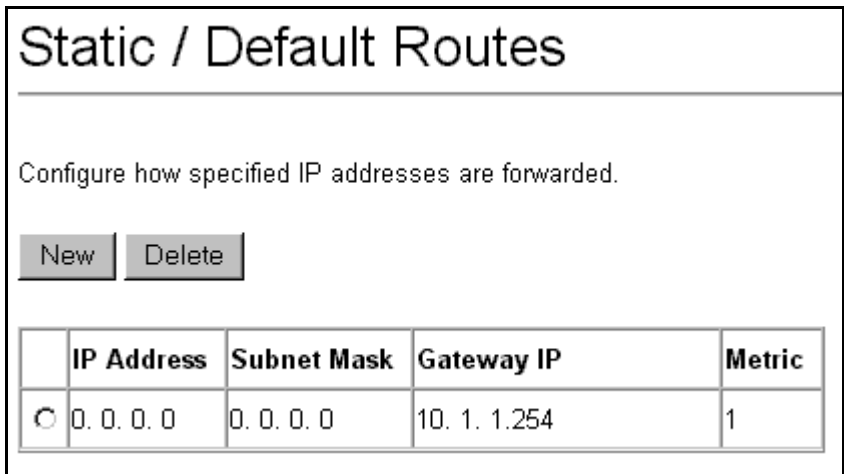 Static / Default Routes
Configure how specified IP addresses are forwarded.
New Delete
IP Address Subnet Mask Gateway IP Metric
0. 0. 0. 0 0. 0. 0. 0 10. 1. 1.254 1